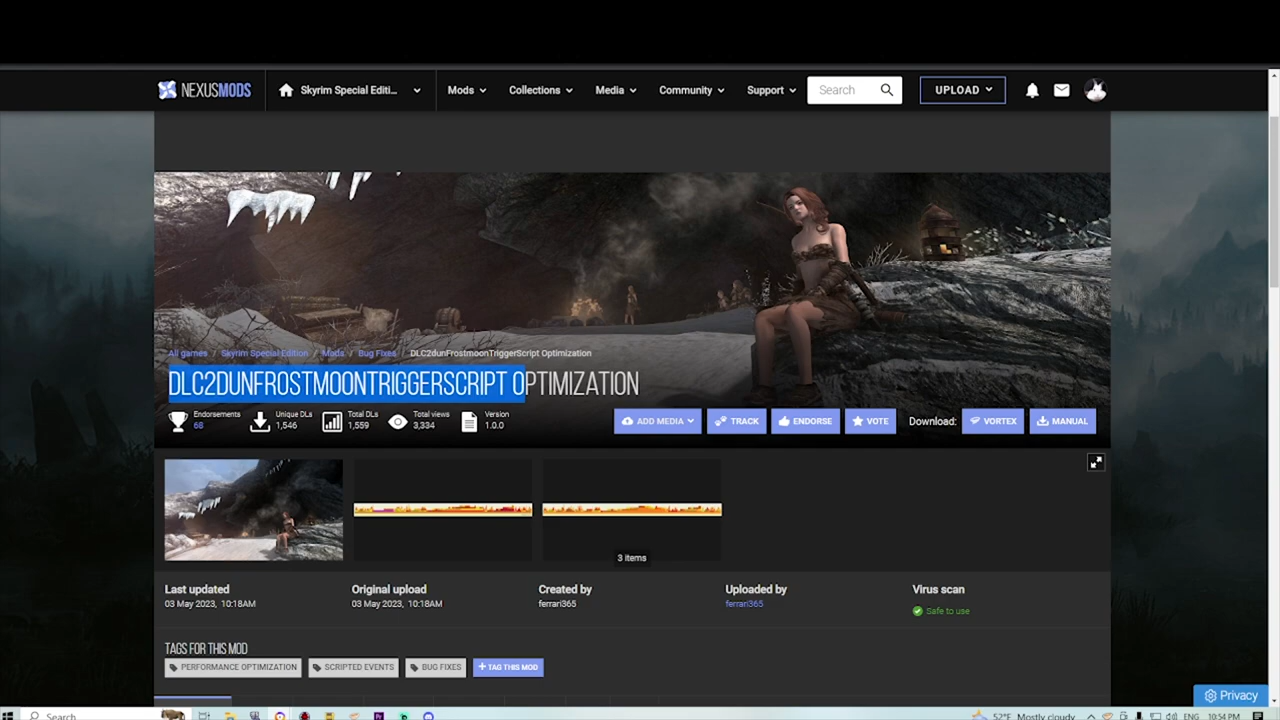 NEXUSMODS
Skyrim Special Editi...
Mods
Collections
Media
Community
Support
Search
UPLOAD
All games / Skyrim Special Edition / Mods / Bug Fixes / DLC2dunFrostmoonTriggerScript Optimization
DLC2DUNFROSTMOONTRIGGERSCRIPT OPTIMIZATION
Endorsements
68
Unique DLs
1,546
Total DLs
1,559
Total views
3,334
Version
1.0.0
ADD MEDIA
TRACK
ENDORSE
VOTE
Download:
VORTEX
MANUAL
3 items
Last updated
03 May 2023, 10:18AM
Original upload
03 May 2023, 10:18AM
Created by
ferrari365
Uploaded by
ferrari365
Virus scan
Safe to use
TAGS FOR THIS MOD
PERFORMANCE OPTIMIZATION
SCRIPTED EVENTS
BUG FIXES
+ TAG THIS MOD
Privacy
Search
52°F Mostly cloudy
ENG
10:54 PM